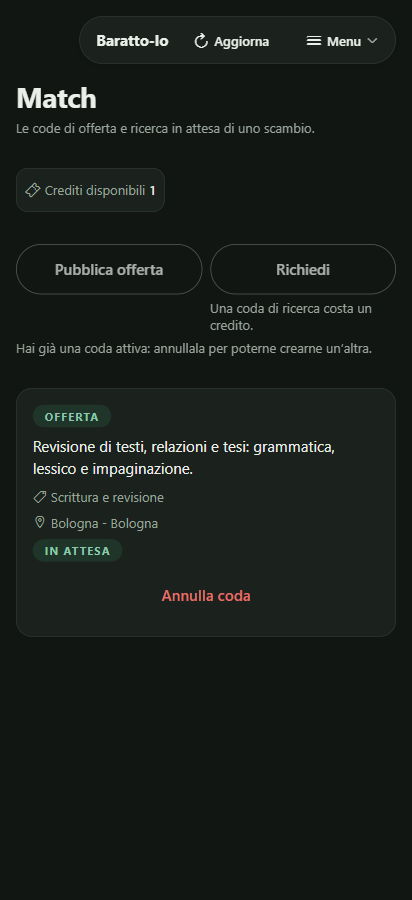 Baratto-lo Aggiorna Menu
Match
Le code di offerta e ricerca in attesa di uno scambio.
Crediti disponibili 1
Pubblica offerta
Richiedi
Una coda di ricerca costa un
credito.
Hai già una coda attiva: annullala per poterne crearne un'altra.
OFFERTA
Revisione di testi, relazioni e tesi: grammatica,
lessico e impaginazione.
Scrittura e revisione
Bologna - Bologna
IN ATTESA
Annulla coda